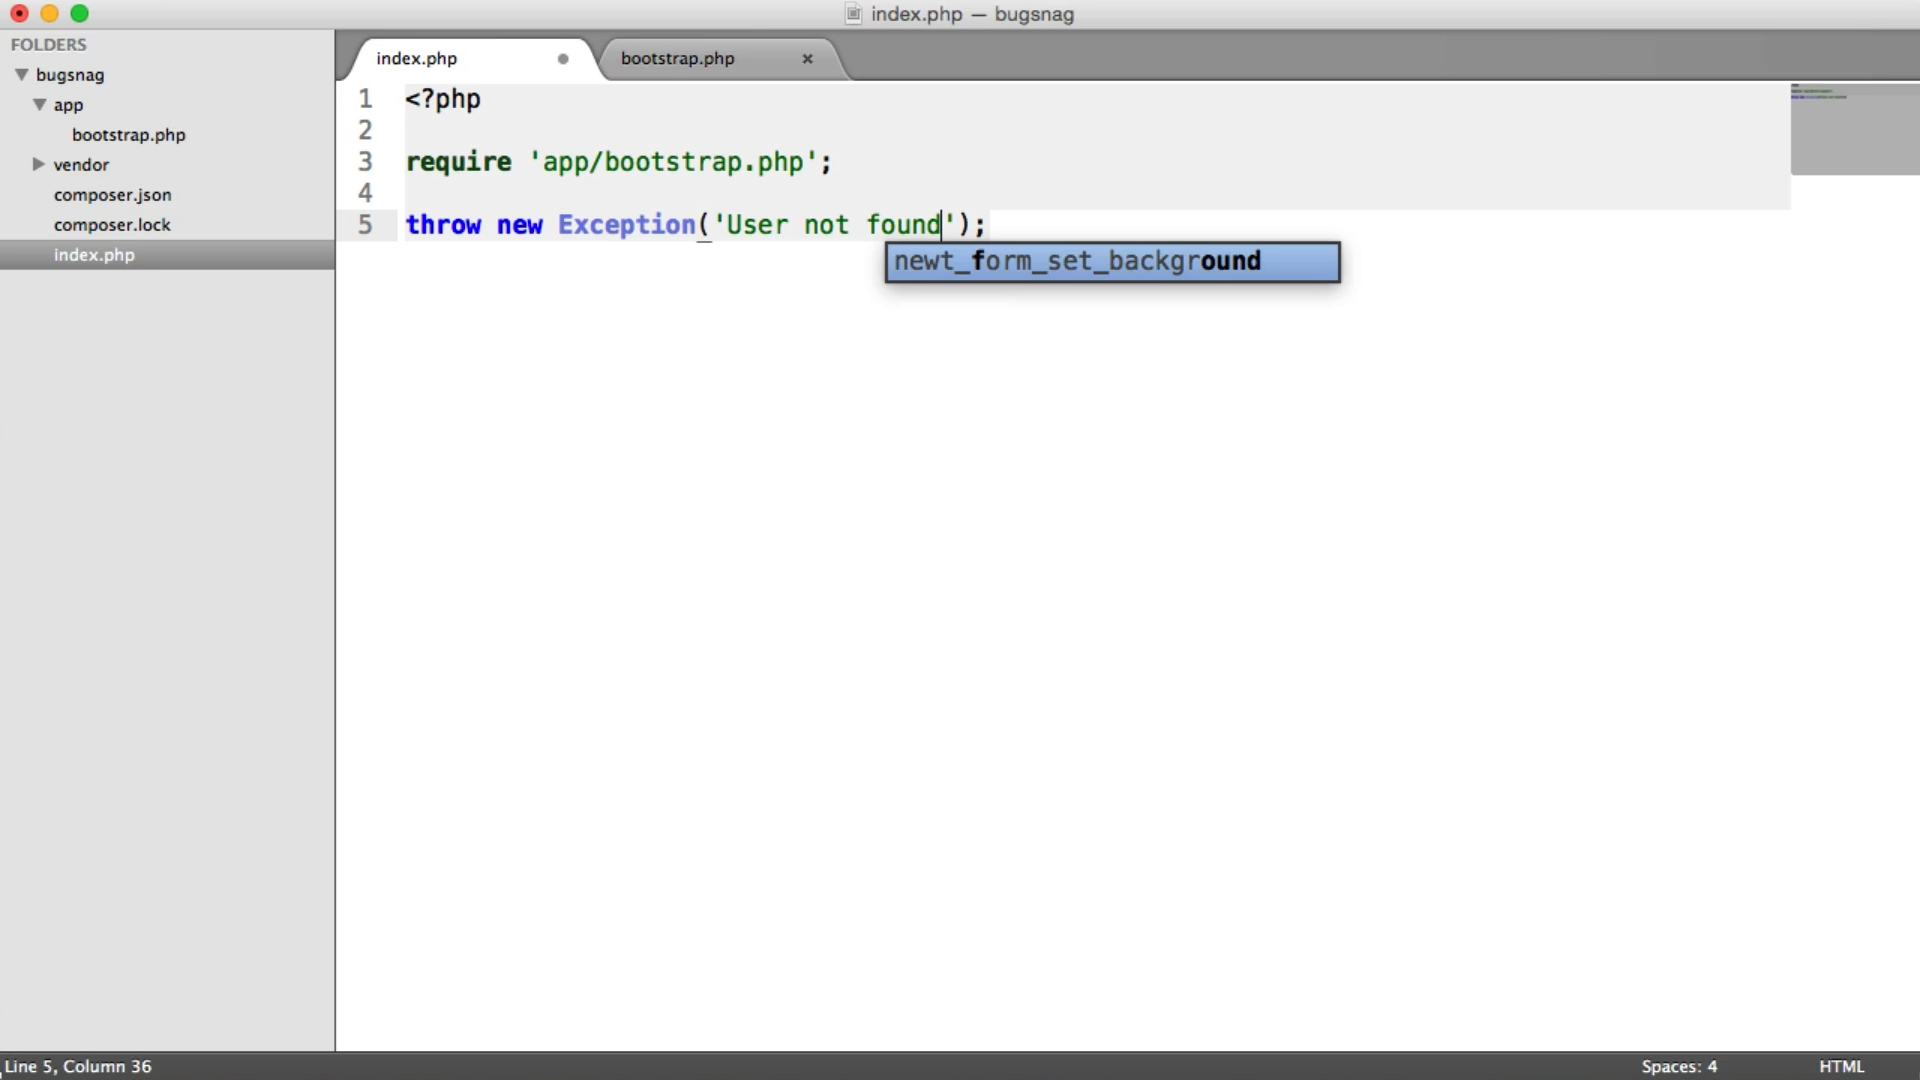 index.php — bugsnag
FOLDERS
bugsnag
app
bootstrap.php
vendor
composer.json
composer.lock
index.php
index.php
bootstrap.php
1 <?php
2
3 require 'app/bootstrap.php';
4
5 throw new Exception('User not found');
newt_form_set_background
Line 5, Column 36
Spaces: 4
HTML